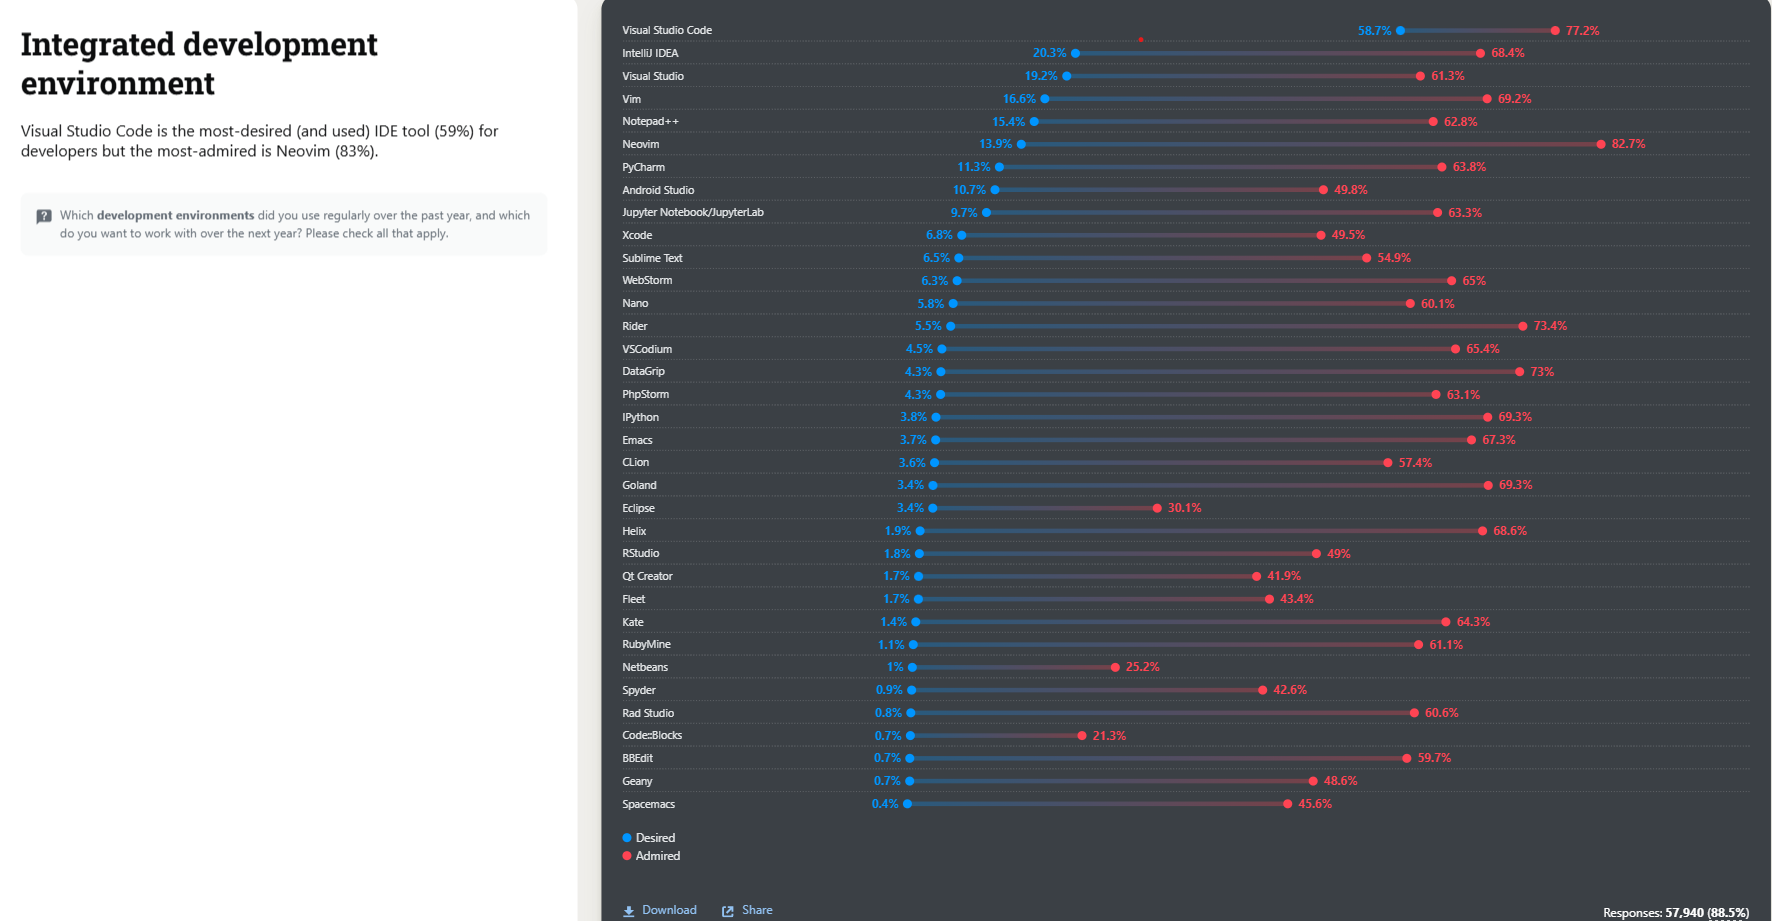 Integrated development
environment
Visual Studio Code is the most-desired (and used) IDE tool (59%) for
developers but the most-admired is Neovim (83%).
Which development environments did you use regularly over the past year, and which
do you want to work with over the next year? Please check all that apply.
Visual Studio Code 58.7% 77.2%
IntelliJ IDEA 20.3% 68.4%
Visual Studio 19.2% 61.3%
Vim 16.6% 69.2%
Notepad++ 15.4% 62.8%
Neovim 13.9% 82.7%
PyCharm 11.3% 63.8%
Android Studio 10.7% 49.8%
Jupyter Notebook/JupyterLab 9.7% 63.3%
Xcode 6.8% 49.5%
Sublime Text 6.5% 54.9%
WebStorm 6.3% 65%
Nano 5.8% 60.1%
Rider 5.5% 73.4%
VSCodium 4.5% 65.4%
DataGrip 4.3% 73%
PhpStorm 4.3% 63.1%
IPython 3.8% 69.3%
Emacs 3.7% 67.3%
CLion 3.6% 57.4%
Goland 3.4% 69.3%
Eclipse 3.4% 30.1%
Helix 1.9% 68.6%
RStudio 1.8% 49%
Qt Creator 1.7% 41.9%
Fleet 1.7% 43.4%
Kate 1.4% 64.3%
RubyMine 1.1% 61.1%
Netbeans 1% 25.2%
Spyder 0.9% 42.6%
Rad Studio 0.8% 60.6%
Code::Blocks 0.7% 21.3%
BBEdit 0.7% 59.7%
Geany 0.7% 48.6%
Spacemacs 0.4% 45.6%
Desired
Admired
Download Share
Responses: 57,940 (88.5%)